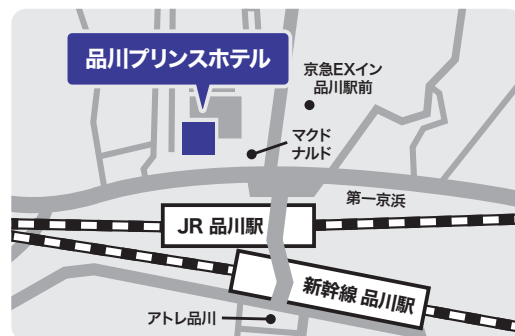 品川プリンスホテル
京急EXイン
品川駅前
マクド
ナルド
第一京浜
JR 品川駅
新幹線 品川駅
アトレ品川